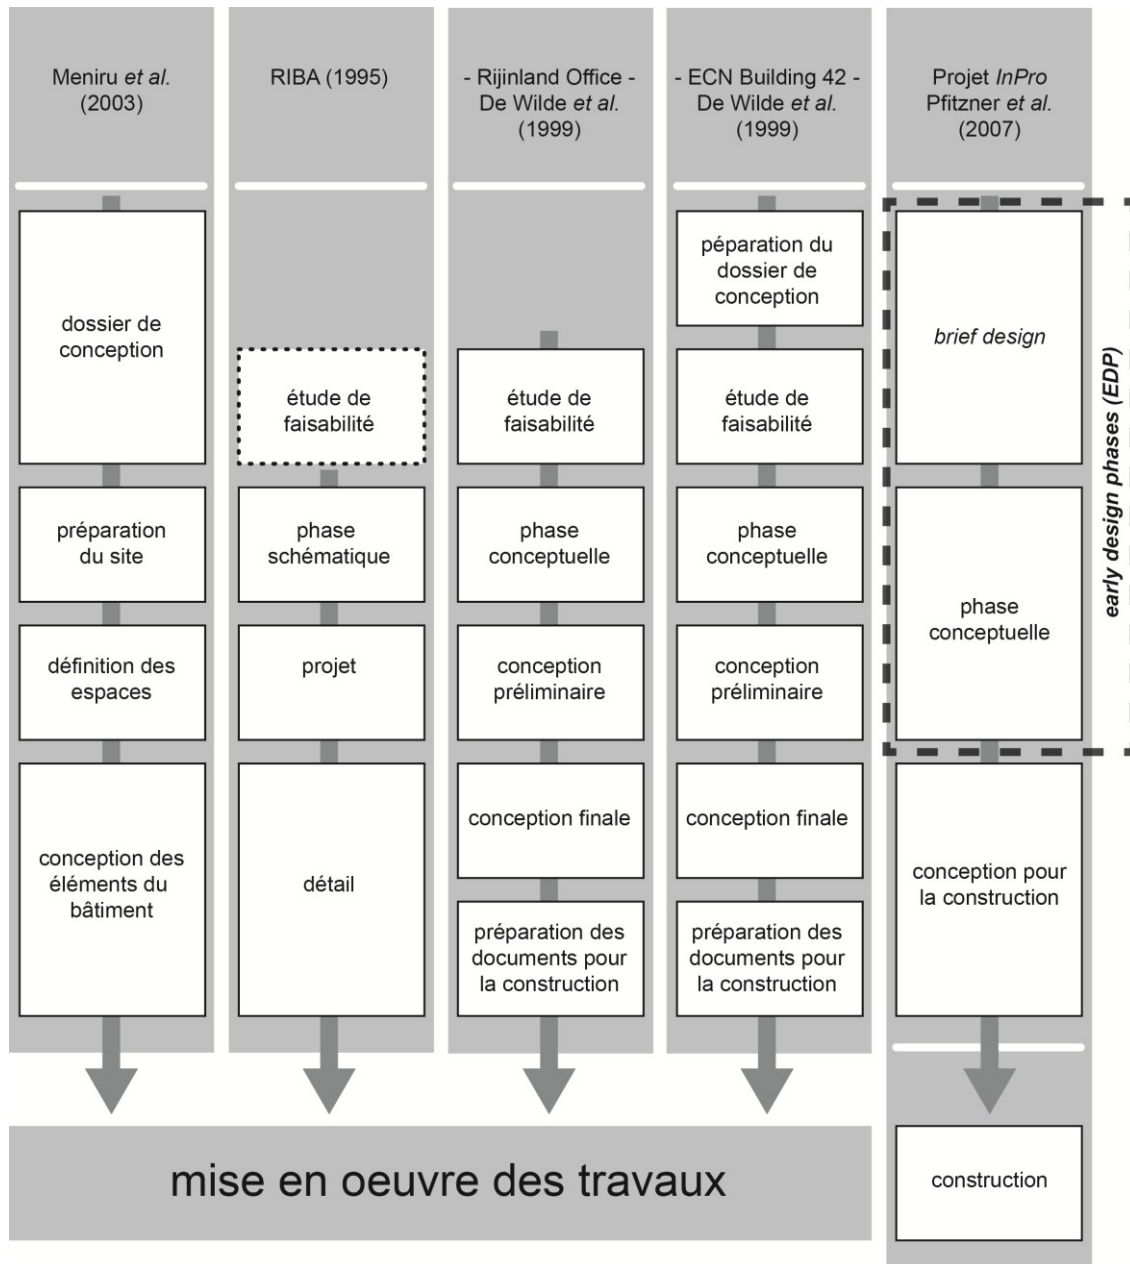 Meniru et al.
(2003)
dossier de
conception
préparation
du site
définition des
espaces
conception des
éléments du
bâtiment
RIBA (1995)
étude de
faisabilité
phase
schématique
projet
détail
- Rijinland Office -
De Wilde et al.
(1999)
étude de
faisabilité
phase
conceptuelle
conception
préliminaire
conception finale
préparation des
documents pour
la construction
- ECN Building 42 -
De Wilde et al.
(1999)
péparation du
dossier de
conception
étude de
faisabilité
phase
conceptuelle
conception
préliminaire
conception finale
préparation des
documents pour
la construction
Projet InPro
Pfitzner et al.
(2007)
brief design
phase
conceptuelle
conception pour
la construction
construction
early design phases (EDP)
mise en oeuvre des travaux